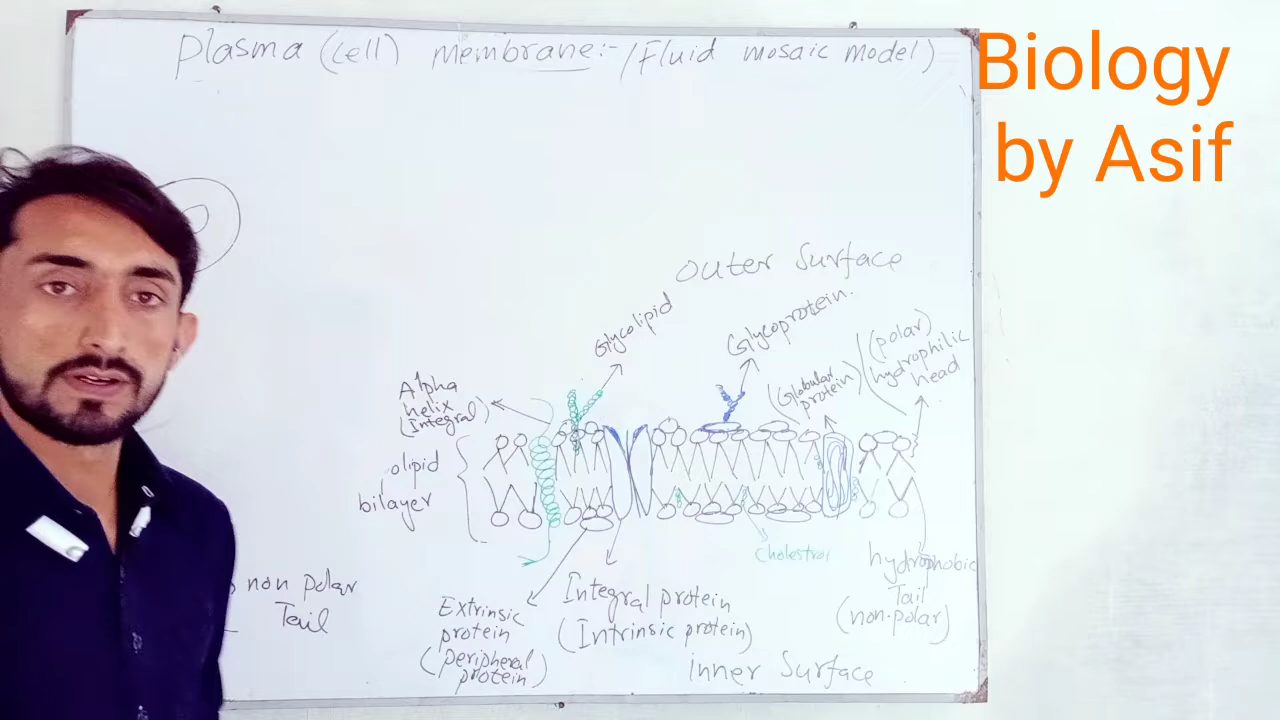 Plasma (cell) membrane:- /Fluid mosaic model)
Biology
by Asif
outer Surface
Glycolipid
Glycoprotein.
(polar)
hydrophilic
head
Globular
protein)
Alpha
helix
(Integral)
olipid
bilayer
Cholestrol
hydrophobic
Tail
(non-polar)
non polar
Tail
Extrinsic
protein
(peripheral
protein)
Integral protein
(Intrinsic protein)
inner Surface